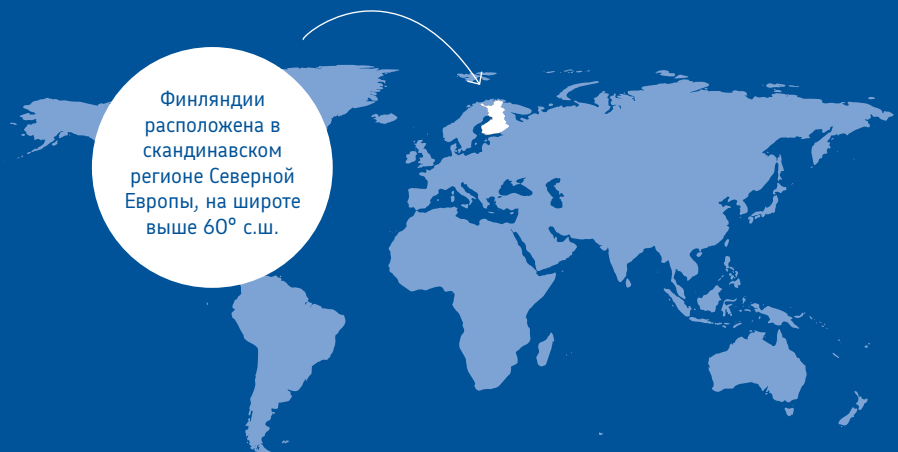 Финляндии
расположена в
скандинавском
регионе Северной
Европы, на широте
выше 60° с.ш.